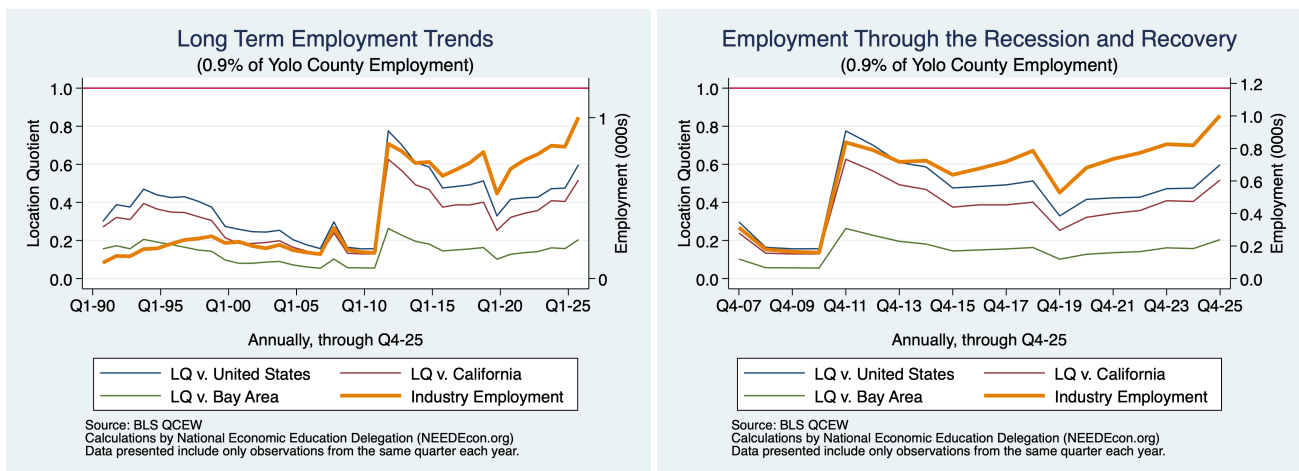 Long Term Employment Trends
(0.9% of Yolo County Employment)
Location Quotient
1.0
0.8
0.6
0.4
0.2
0.0
Employment (000s)
1
0
Q1-90 Q1-95 Q1-00 Q1-05 Q1-10 Q1-15 Q1-20 Q1-25
Annually, through Q4-25
LQ v. United States LQ v. California
LQ v. Bay Area Industry Employment
Source: BLS QCEW
Calculations by National Economic Education Delegation (NEEDEcon.org)
Data presented include only observations from the same quarter each year.
Employment Through the Recession and Recovery
(0.9% of Yolo County Employment)
Location Quotient
1.0
0.8
0.6
0.4
0.2
0.0
Employment (000s)
1.2
1.0
0.8
0.6
0.4
0.2
0.0
Q4-07 Q4-09 Q4-11 Q4-13 Q4-15 Q4-17 Q4-19 Q4-21 Q4-23 Q4-25
Annually, through Q4-25
LQ v. United States LQ v. California
LQ v. Bay Area Industry Employment
Source: BLS QCEW
Calculations by National Economic Education Delegation (NEEDEcon.org)
Data presented include only observations from the same quarter each year.